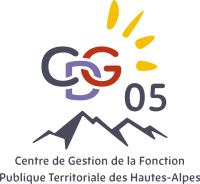 CDG
05
Centre de Gestion de la Fonction
Publique Territoriale des Hautes-Alpes